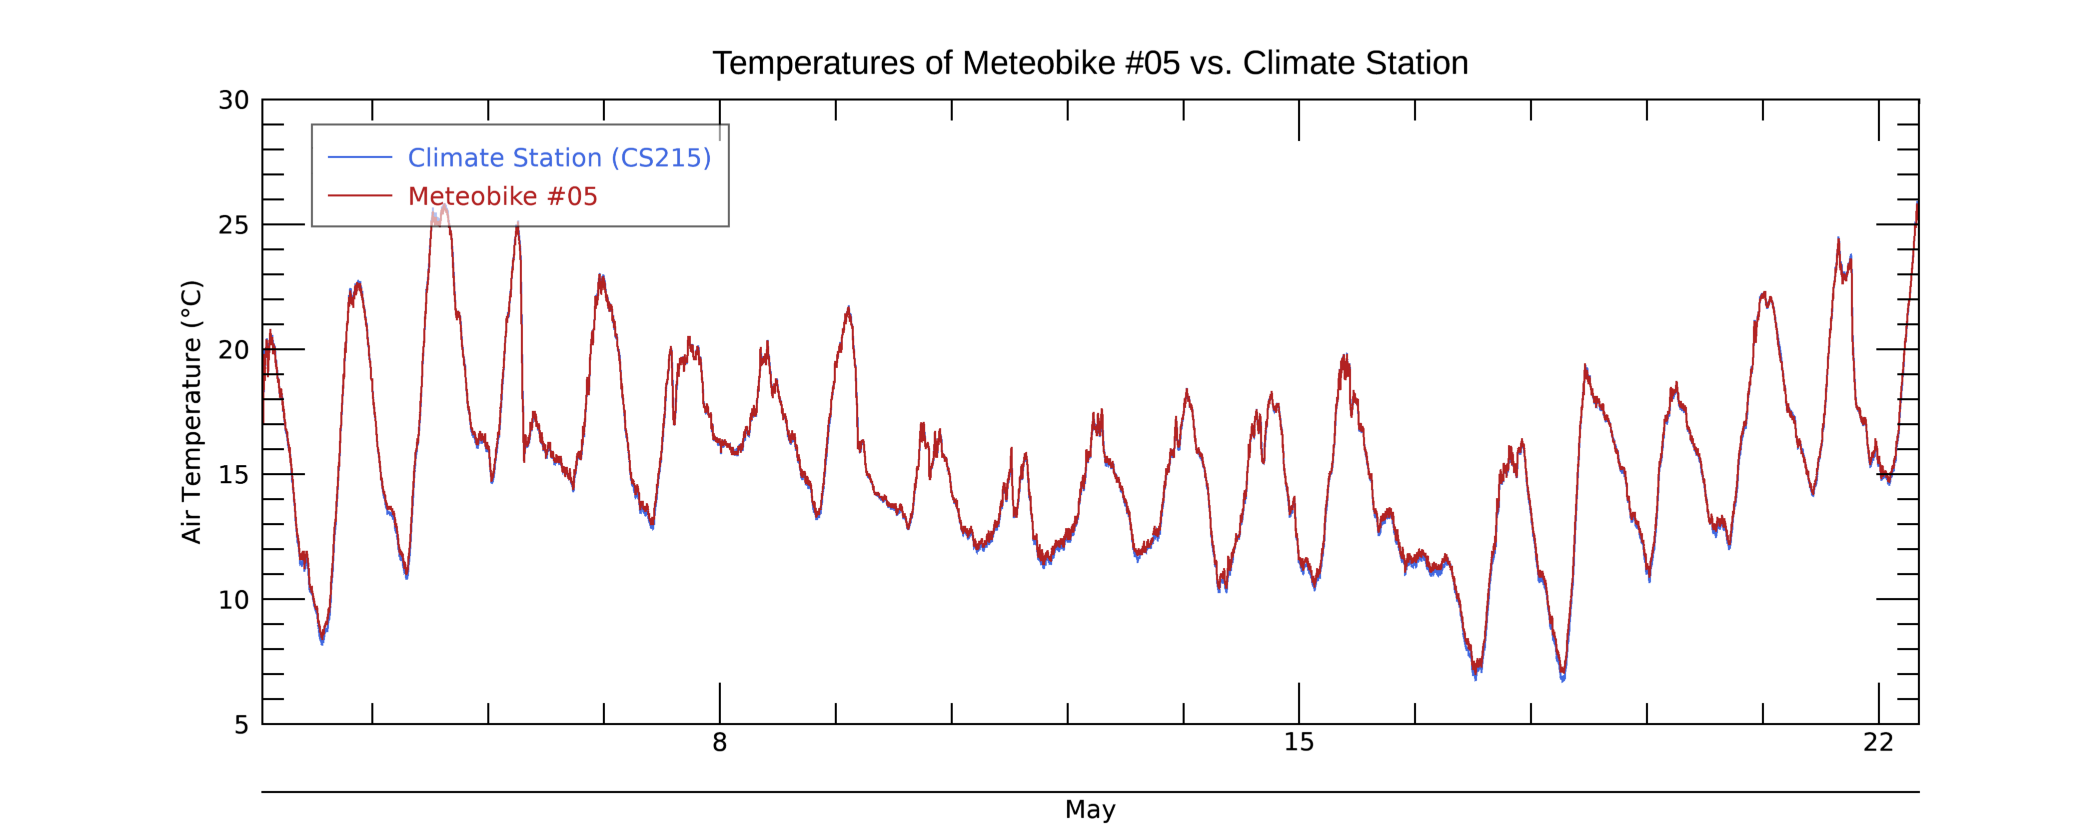 Temperatures of Meteobike #05 vs. Climate Station
30
25
20
15
10
5
Air Temperature (°C)
Climate Station (CS215)
Meteobike #05
8
15
22
May